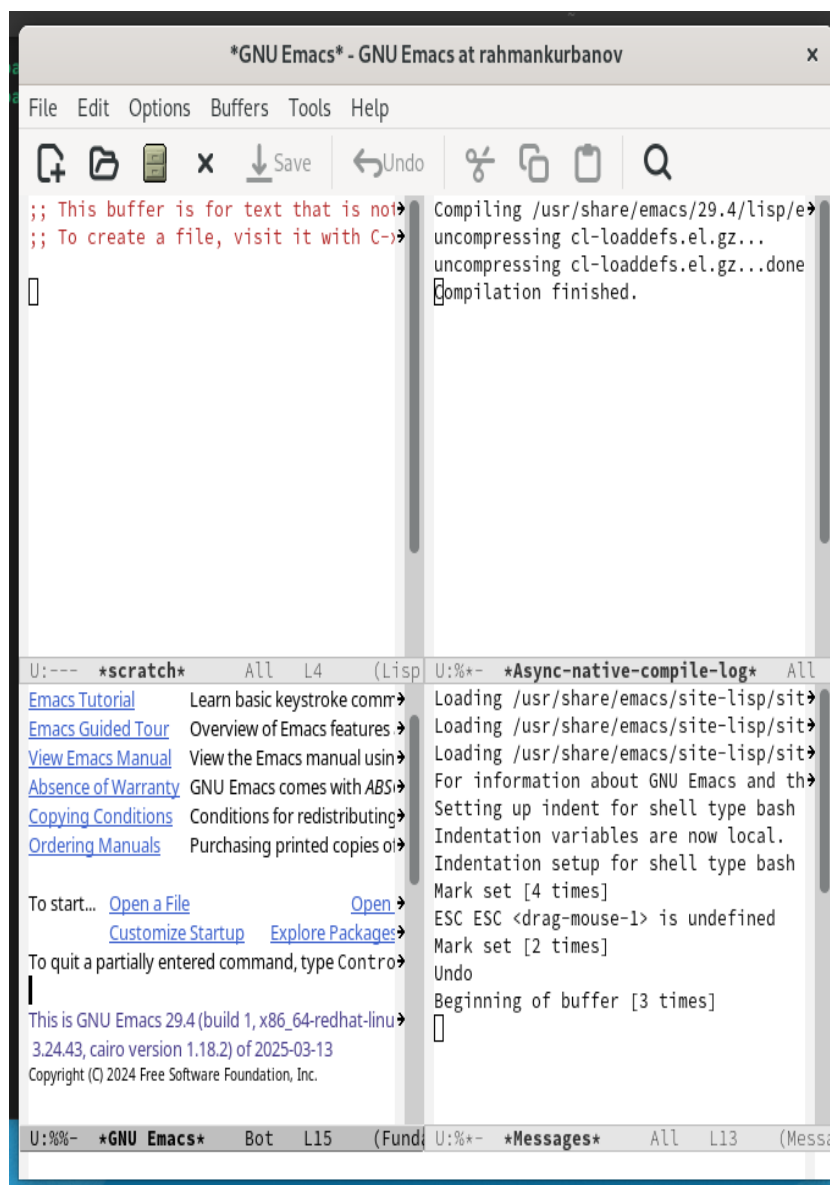 *GNU Emacs* - GNU Emacs at rahmankurbanov
File Edit Options Buffers Tools Help
Save Undo
;; This buffer is for text that is not
;; To create a file, visit it with C-x
U:--- *scratch* All L4 (Lisp
Compiling /usr/share/emacs/29.4/lisp/e
uncompressing cl-loaddefs.el.gz...
uncompressing cl-loaddefs.el.gz...done
Compilation finished.
U:%*- *Async-native-compile-log* All
Emacs Tutorial Learn basic keystroke comm
Emacs Guided Tour Overview of Emacs features
View Emacs Manual View the Emacs manual usin
Absence of Warranty GNU Emacs comes with ABS
Copying Conditions Conditions for redistributing
Ordering Manuals Purchasing printed copies of
To start... Open a File Open
Customize Startup Explore Packages
To quit a partially entered command, type Contro
This is GNU Emacs 29.4 (build 1, x86_64-redhat-linu
3.24.43, cairo version 1.18.2) of 2025-03-13
Copyright (C) 2024 Free Software Foundation, Inc.
U:%%- *GNU Emacs* Bot L15 (Funda
Loading /usr/share/emacs/site-lisp/sit
Loading /usr/share/emacs/site-lisp/sit
Loading /usr/share/emacs/site-lisp/sit
For information about GNU Emacs and th
Setting up indent for shell type bash
Indentation variables are now local.
Indentation setup for shell type bash
Mark set [4 times]
ESC ESC <drag-mouse-1> is undefined
Mark set [2 times]
Undo
Beginning of buffer [3 times]
U:%*- *Messages* All L13 (Messa